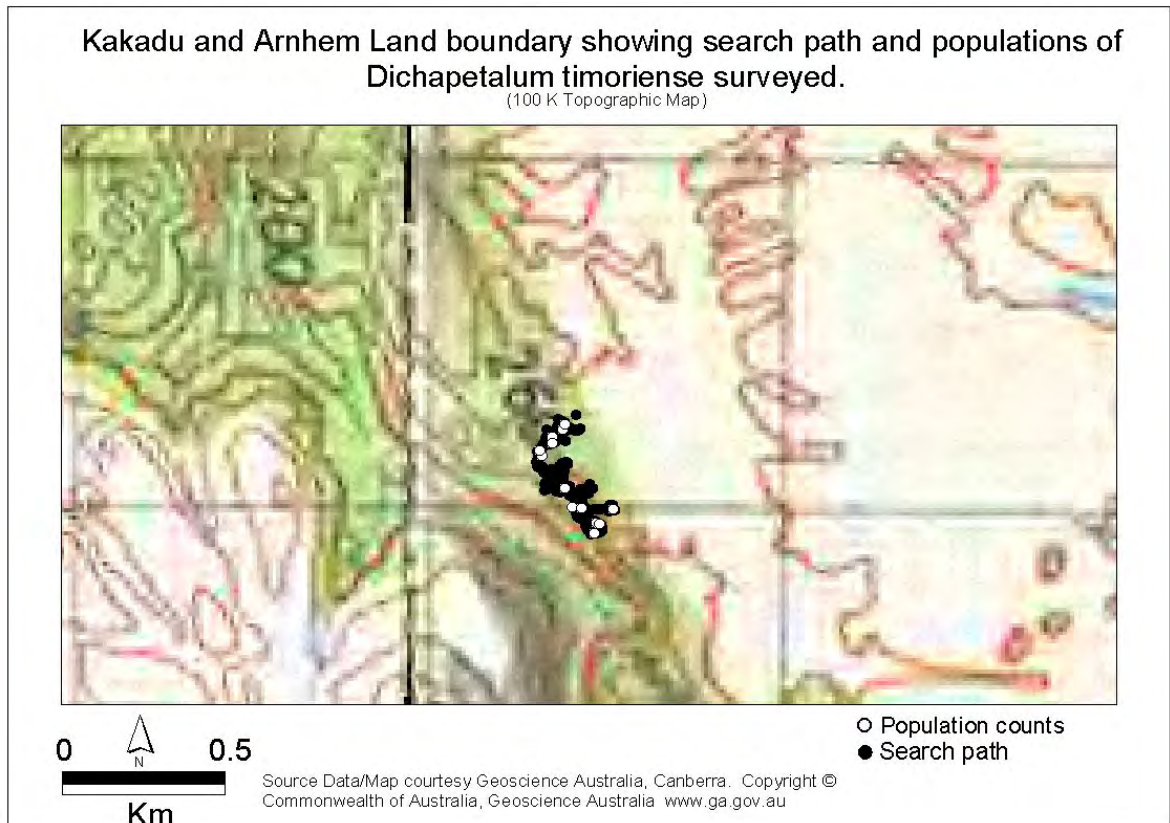 Kakadu and Arnhem Land boundary showing search path and populations of
Dichapetalum timoriense surveyed.
(100 K Topographic Map)
Population counts
Search path
0 0.5
N
Km
Source Data/Map courtesy Geoscience Australia, Canberra. Copyright ©
Commonwealth of Australia, Geoscience Australia www.ga.gov.au